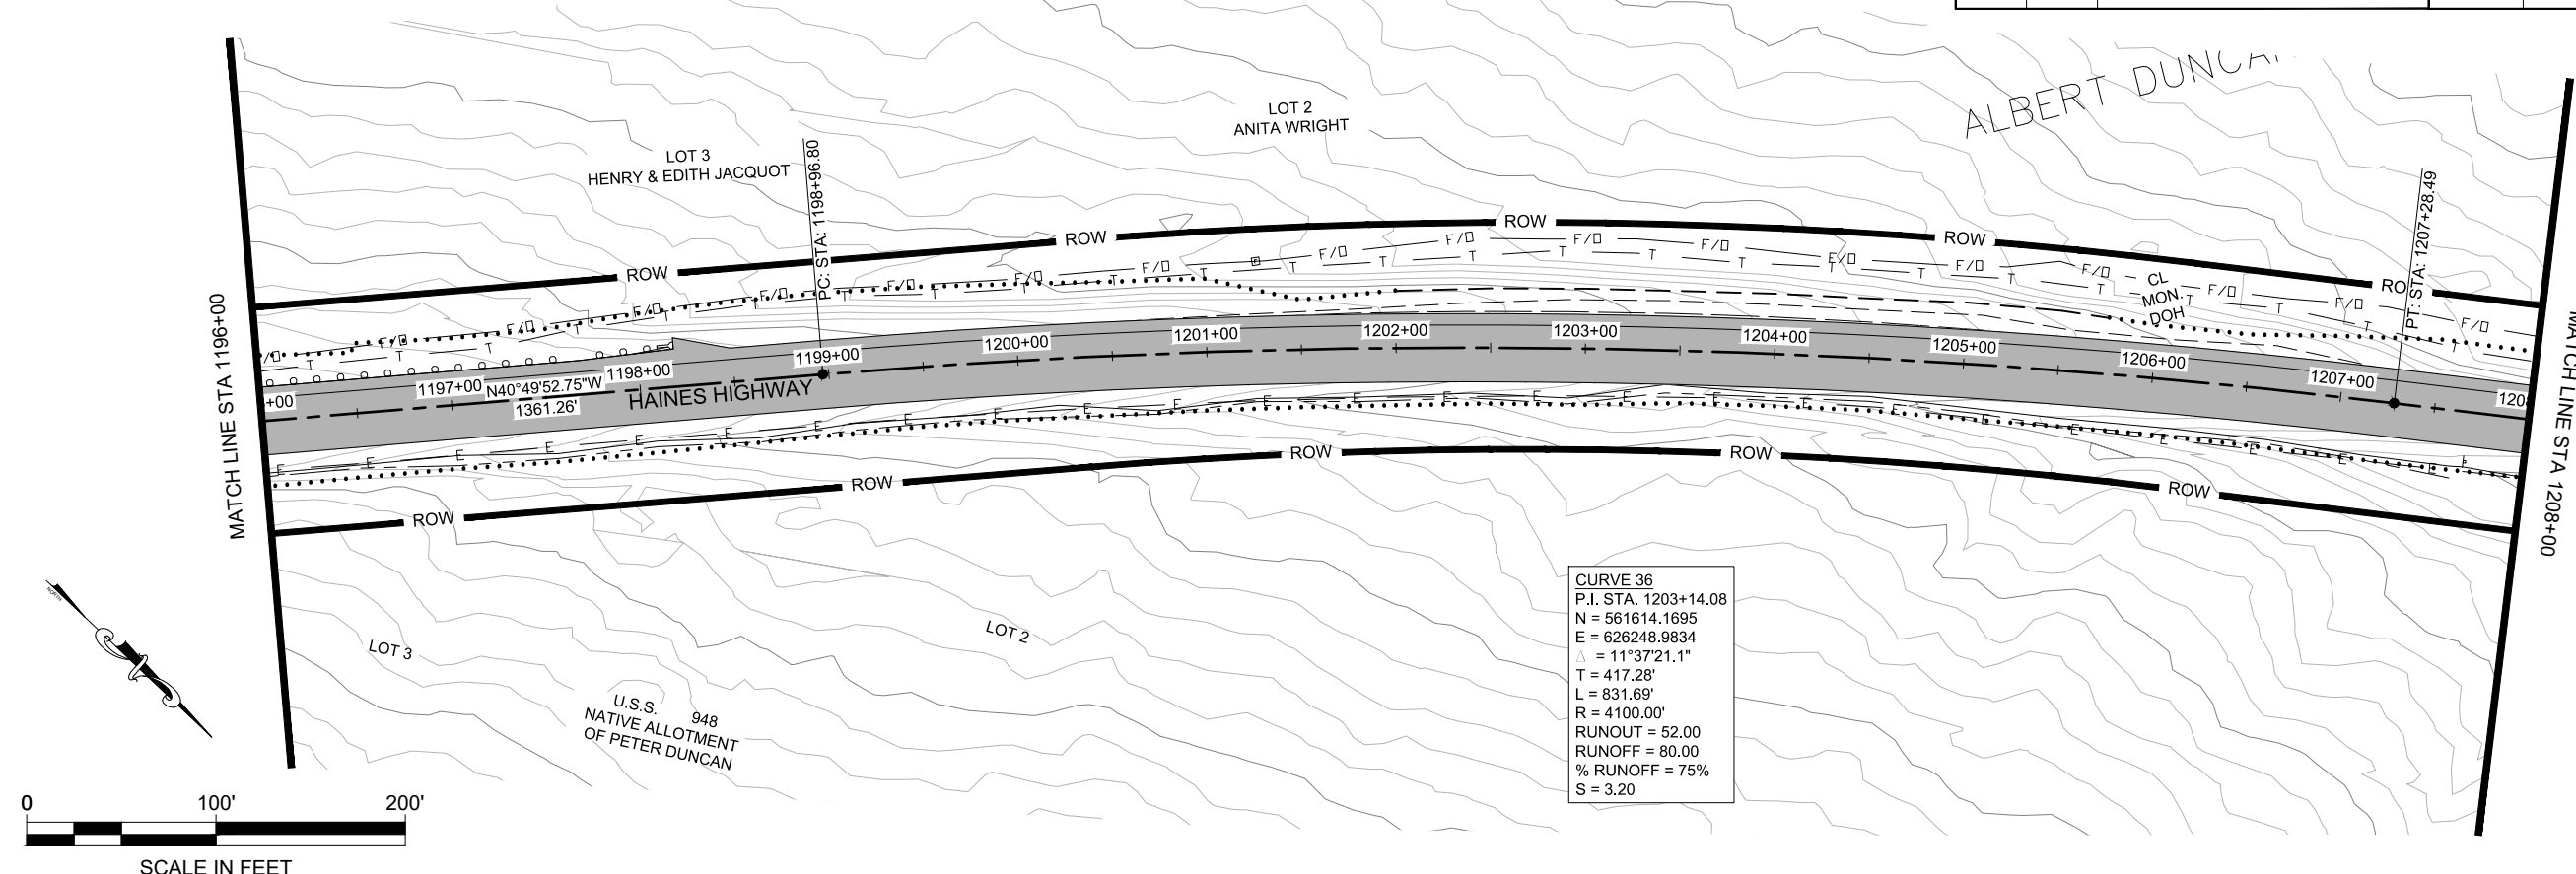 ALBERT DUNCAN
LOT 2
ANITA WRIGHT
LOT 3
HENRY & EDITH JACQUOT
PC: STA: 1198+96.80
PT: STA: 1207+28.49
ROW
ROW
ROW
ROW
ROW
F/▯ F/▯ F/▯ F/▯ F/▯ F/▯ F/▯ F/▯ F/▯ F/▯ F/▯ F/▯ F/▯ F/▯ F/▯ F/▯ F/▯
T T T T T T T T T T T T T T T T T T T T T T T
CL
MON.
DOH
MATCH LINE STA 1196+00
+00
1197+00
N40°49'52.75"W
1361.26'
1198+00
HAINES HIGHWAY
1199+00
1200+00
1201+00
1202+00
1203+00
1204+00
1205+00
1206+00
1207+00
1208
MATCH LINE STA 1208+00
E E E E E E E E E E E E E E E E E E E E E E E E E
ROW
ROW
ROW
ROW
ROW
NORTH
LOT 3
LOT 2
U.S.S. 948
NATIVE ALLOTMENT
OF PETER DUNCAN
CURVE 36
P.I. STA. 1203+14.08
N = 561614.1695
E = 626248.9834
△ = 11°37'21.1"
T = 417.28'
L = 831.69'
R = 4100.00'
RUNOUT = 52.00
RUNOFF = 80.00
% RUNOFF = 75%
S = 3.20
0 100' 200'
SCALE IN FEET